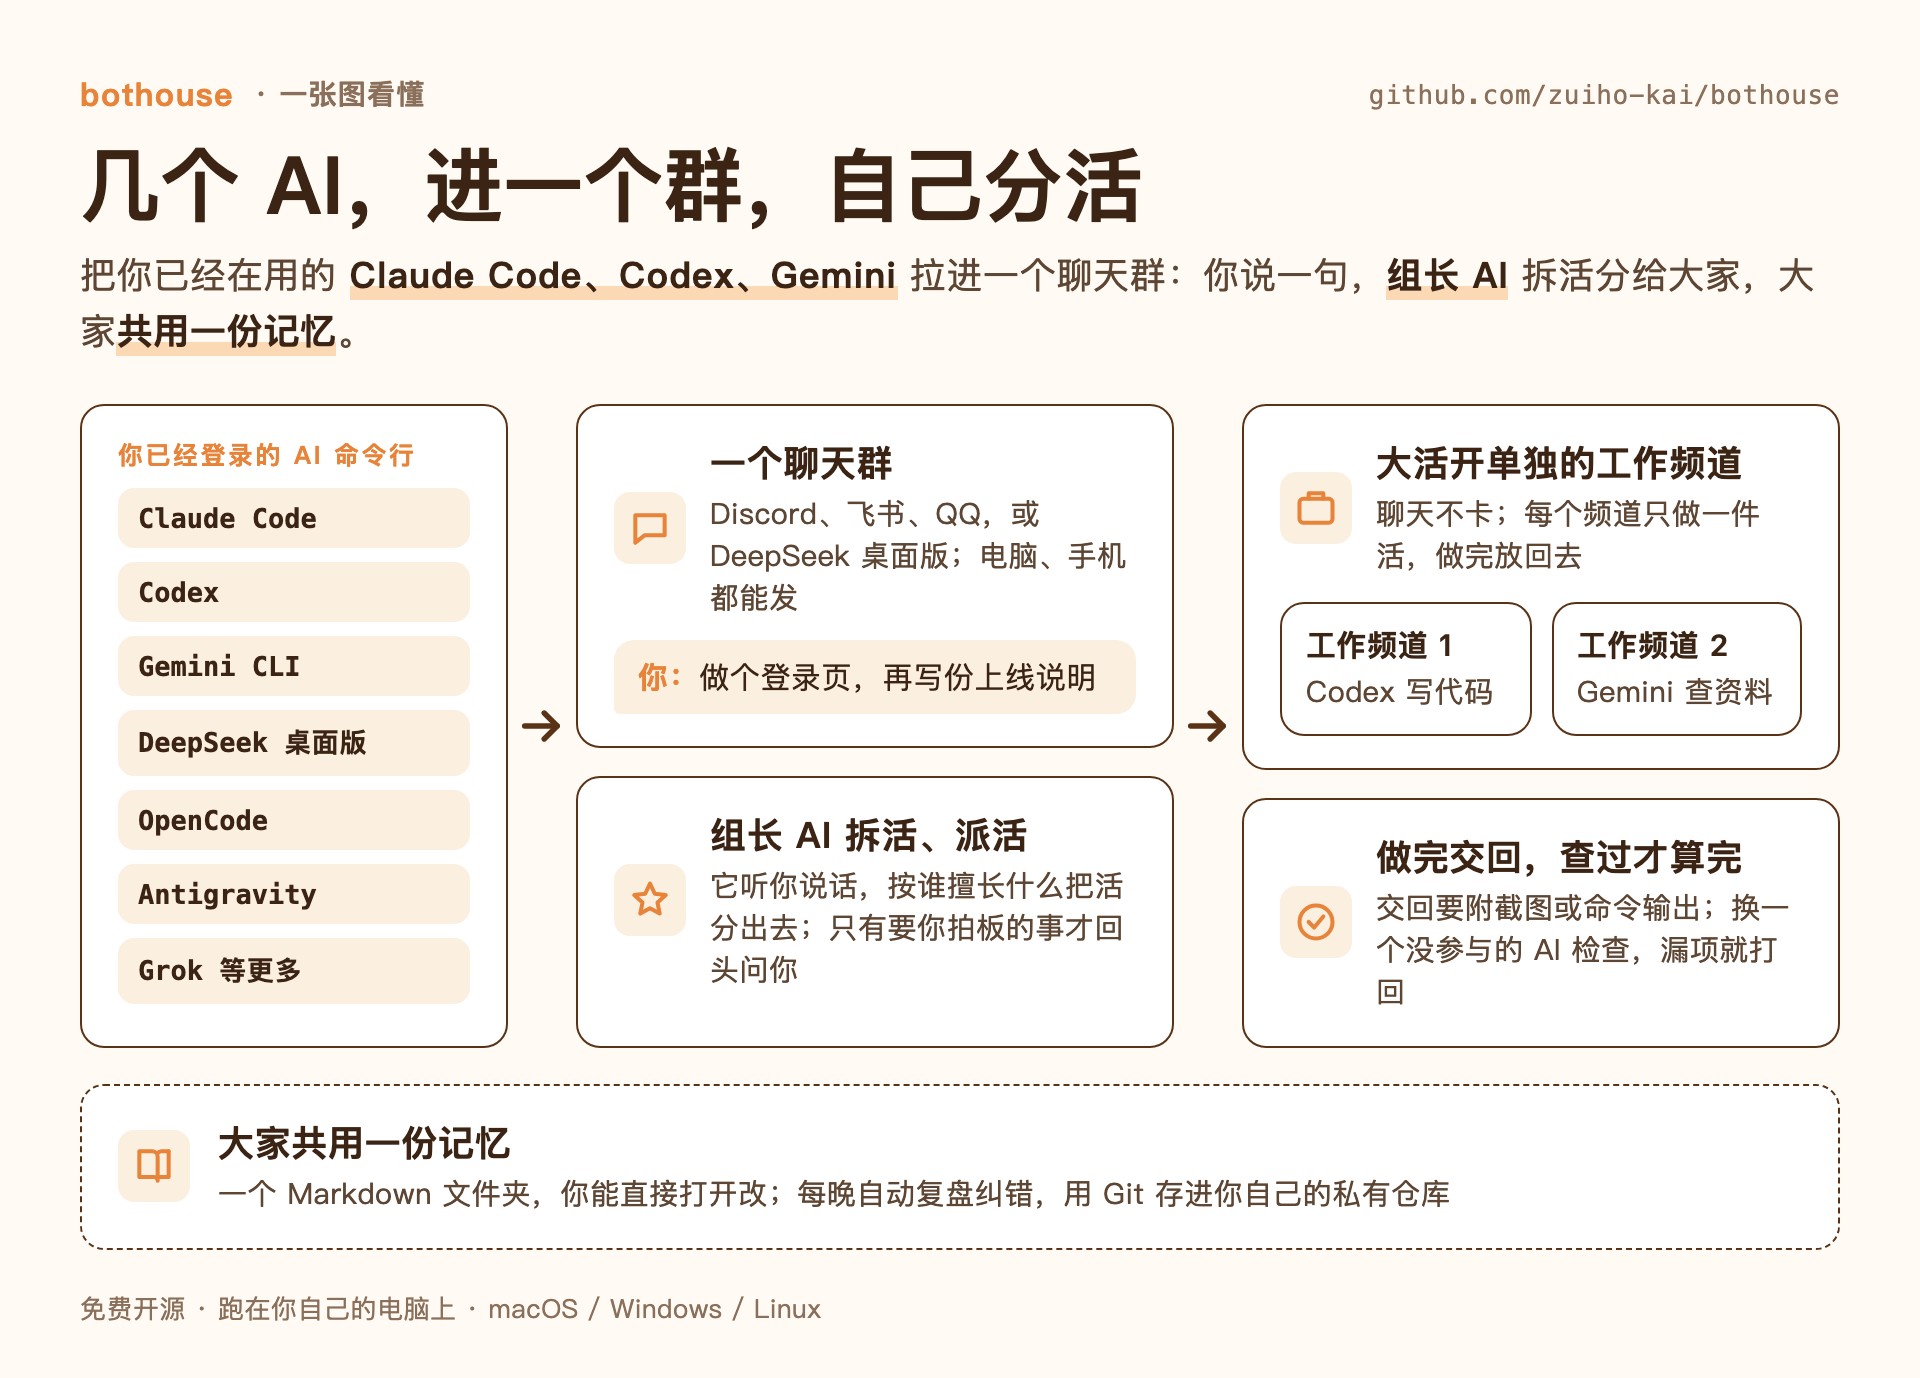 bothouse · 一张图看懂
github.com/zuiho-kai/bothouse
几个 AI，进一个群，自己分活
把你已经在用的 Claude Code、Codex、Gemini 拉进一个聊天群：你说一句，组长 AI 拆活分给大家，大
家共用一份记忆。
你已经登录的 AI 命令行
Claude Code
Codex
Gemini CLI
DeepSeek 桌面版
OpenCode
Antigravity
Grok 等更多
一个聊天群
Discord、飞书、QQ，或
DeepSeek 桌面版；电脑、手机
都能发
你：做个登录页，再写份上线说明
组长 AI 拆活、派活
它听你说话，按谁擅长什么把活
分出去；只有要你拍板的事才回
头问你
大活开单独的工作频道
聊天不卡；每个频道只做一件
活，做完放回去
工作频道 1
Codex 写代码
工作频道 2
Gemini 查资料
做完交回，查过才算完
交回要附截图或命令输出；换一
个没参与的 AI 检查，漏项就打
回
大家共用一份记忆
一个 Markdown 文件夹，你能直接打开改；每晚自动复盘纠错，用 Git 存进你自己的私有仓库
免费开源 · 跑在你自己的电脑上 · macOS / Windows / Linux